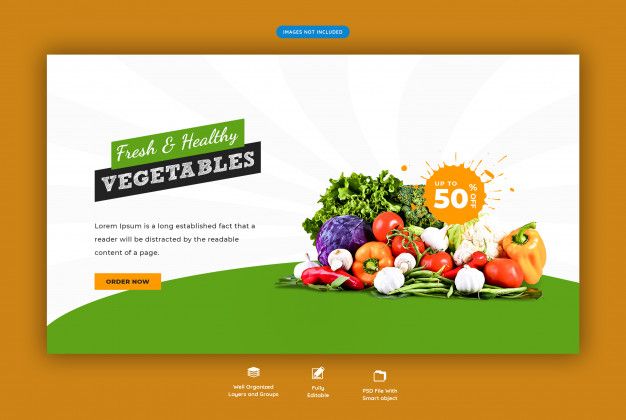 IMAGES NOT INCLUDED
Fresh & Healthy
VEGETABLES
UP TO
50% OFF
Lorem Ipsum is a long established fact that a
reader will be distracted by the readable
content of a page.
ORDER NOW
Well Organized
Layers and Groups
Fully
Editable
PSD File With
Smart object